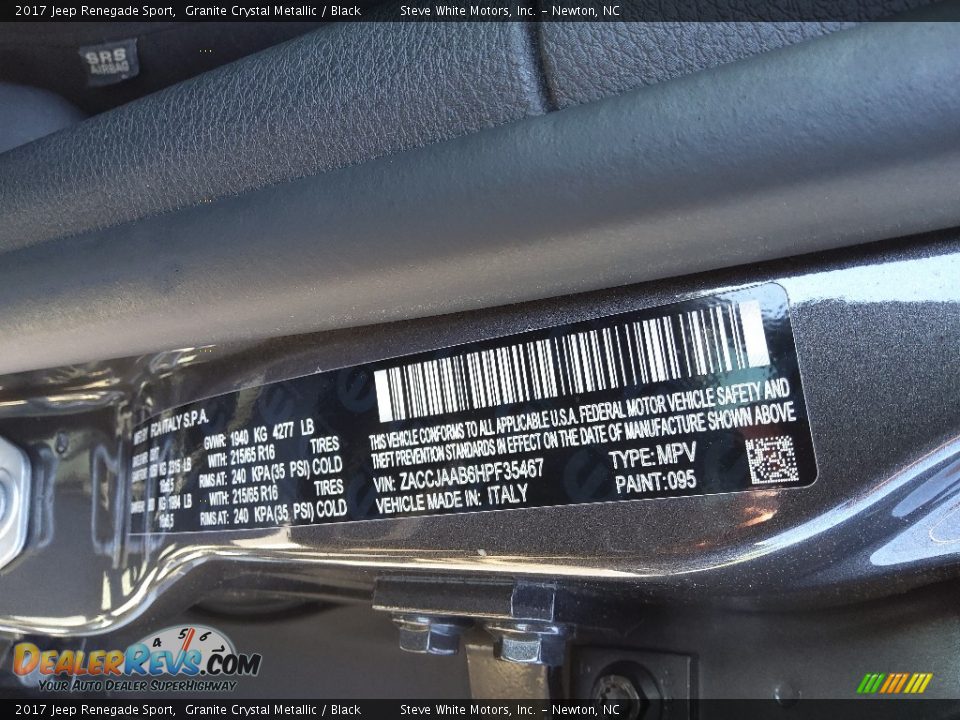 2017 Jeep Renegade Sport, Granite Crystal Metallic / Black Steve White Motors, Inc. - Newton, NC
SRS
AIRBAG
FCA ITALY S.P.A.
GVWR: 1940 KG 4277 LB
TIRES
WITH: 215/65 R16
RIMS AT: 240 KPA(35 PSI) COLD
TIRES
WITH: 215/65 R16
RIMS AT: 240 KPA(35 PSI) COLD
THIS VEHICLE CONFORMS TO ALL APPLICABLE U.S.A. FEDERAL MOTOR VEHICLE SAFETY AND
THEFT PREVENTION STANDARDS IN EFFECT ON THE DATE OF MANUFACTURE SHOWN ABOVE
VIN: ZACCJAAB6HPF35467 TYPE: MPV
VEHICLE MADE IN: ITALY PAINT: 095
4 5 6
DEALERREVS.COM
YOUR AUTO DEALER SUPERHIGHWAY
2017 Jeep Renegade Sport, Granite Crystal Metallic / Black Steve White Motors, Inc. - Newton, NC